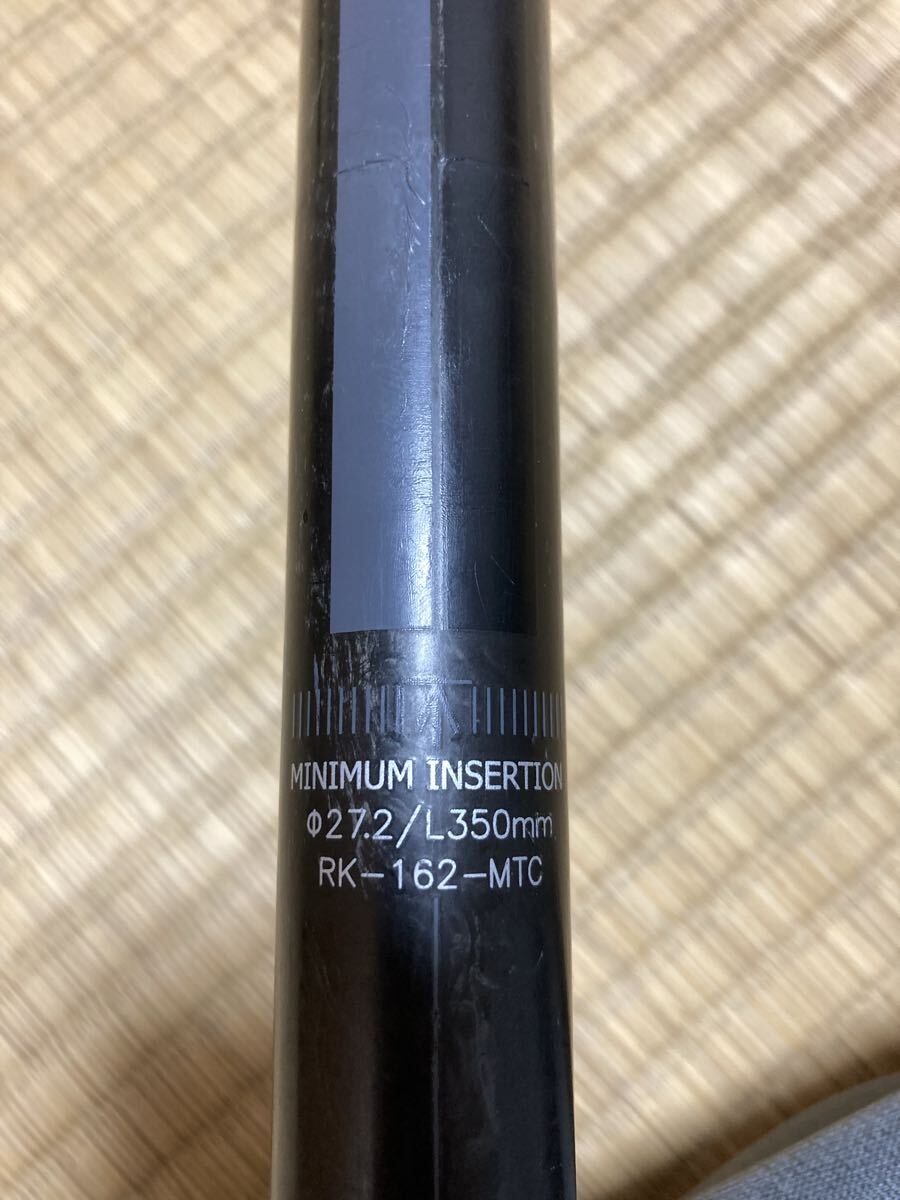 MINIMUM INSERTION
Φ27.2/L350mm
RK-162-MTC